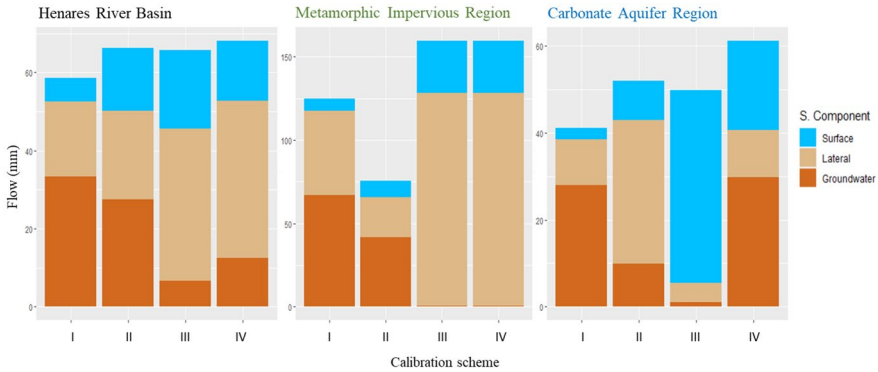 Henares River Basin
Metamorphic Impervious Region
Carbonate Aquifer Region
Flow (mm)
60
40
20
0
150
100
50
0
60
40
20
0
I II III IV
I II III IV
I II III IV
Calibration scheme
S. Component
Surface
Lateral
Groundwater